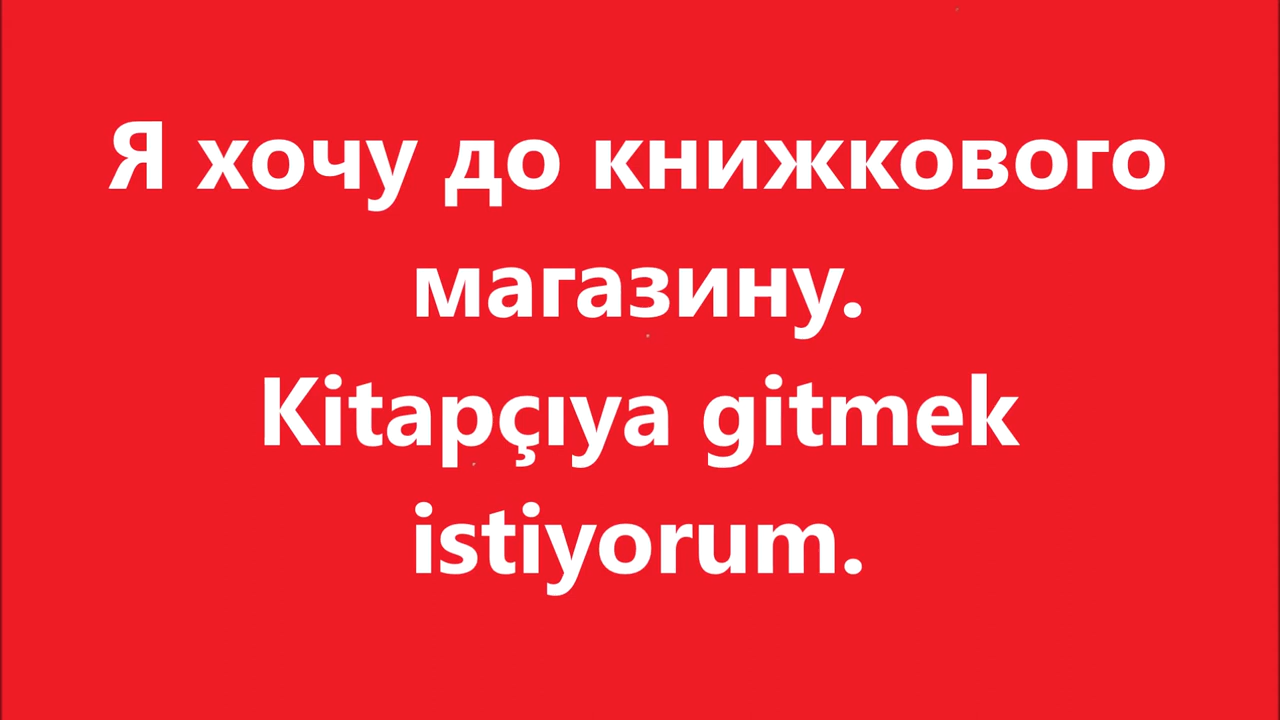 Я хочу до книжкового
магазину.
Kitapçıya gitmek
istiyorum.